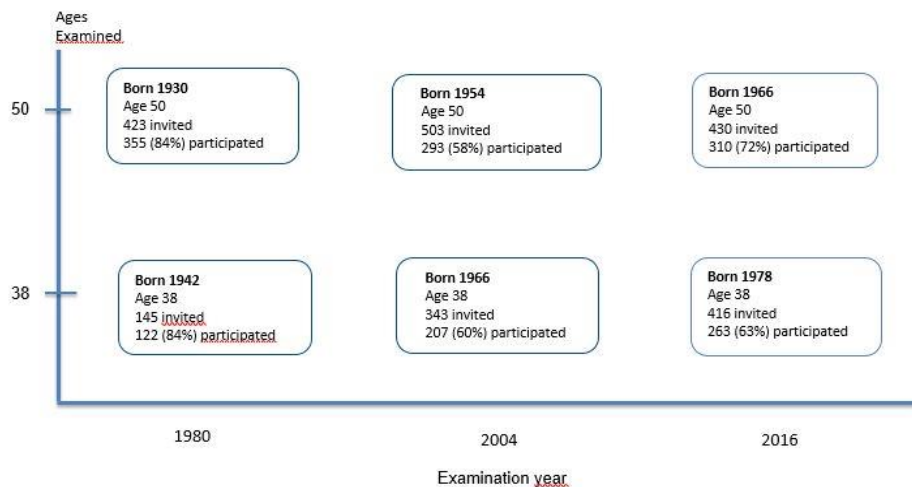 Ages
Examined
50
Born 1930
Age 50
423 invited
355 (84%) participated
Born 1954
Age 50
503 invited
293 (58%) participated
Born 1966
Age 50
430 invited
310 (72%) participated
38
Born 1942
Age 38
145 invited
122 (84%) participated
Born 1966
Age 38
343 invited
207 (60%) participated
Born 1978
Age 38
416 invited
263 (63%) participated
1980
2004
2016
Examination year